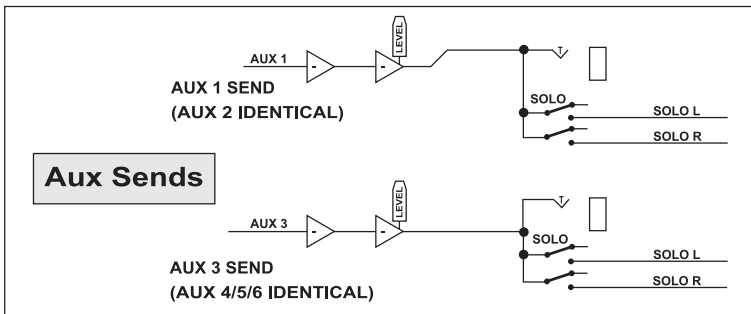 LEVEL
AUX 1
- -
T
AUX 1 SEND
(AUX 2 IDENTICAL)
SOLO
SOLO L
SOLO R
Aux Sends
LEVEL
AUX 3
- -
T
AUX 3 SEND
(AUX 4/5/6 IDENTICAL)
SOLO
SOLO L
SOLO R